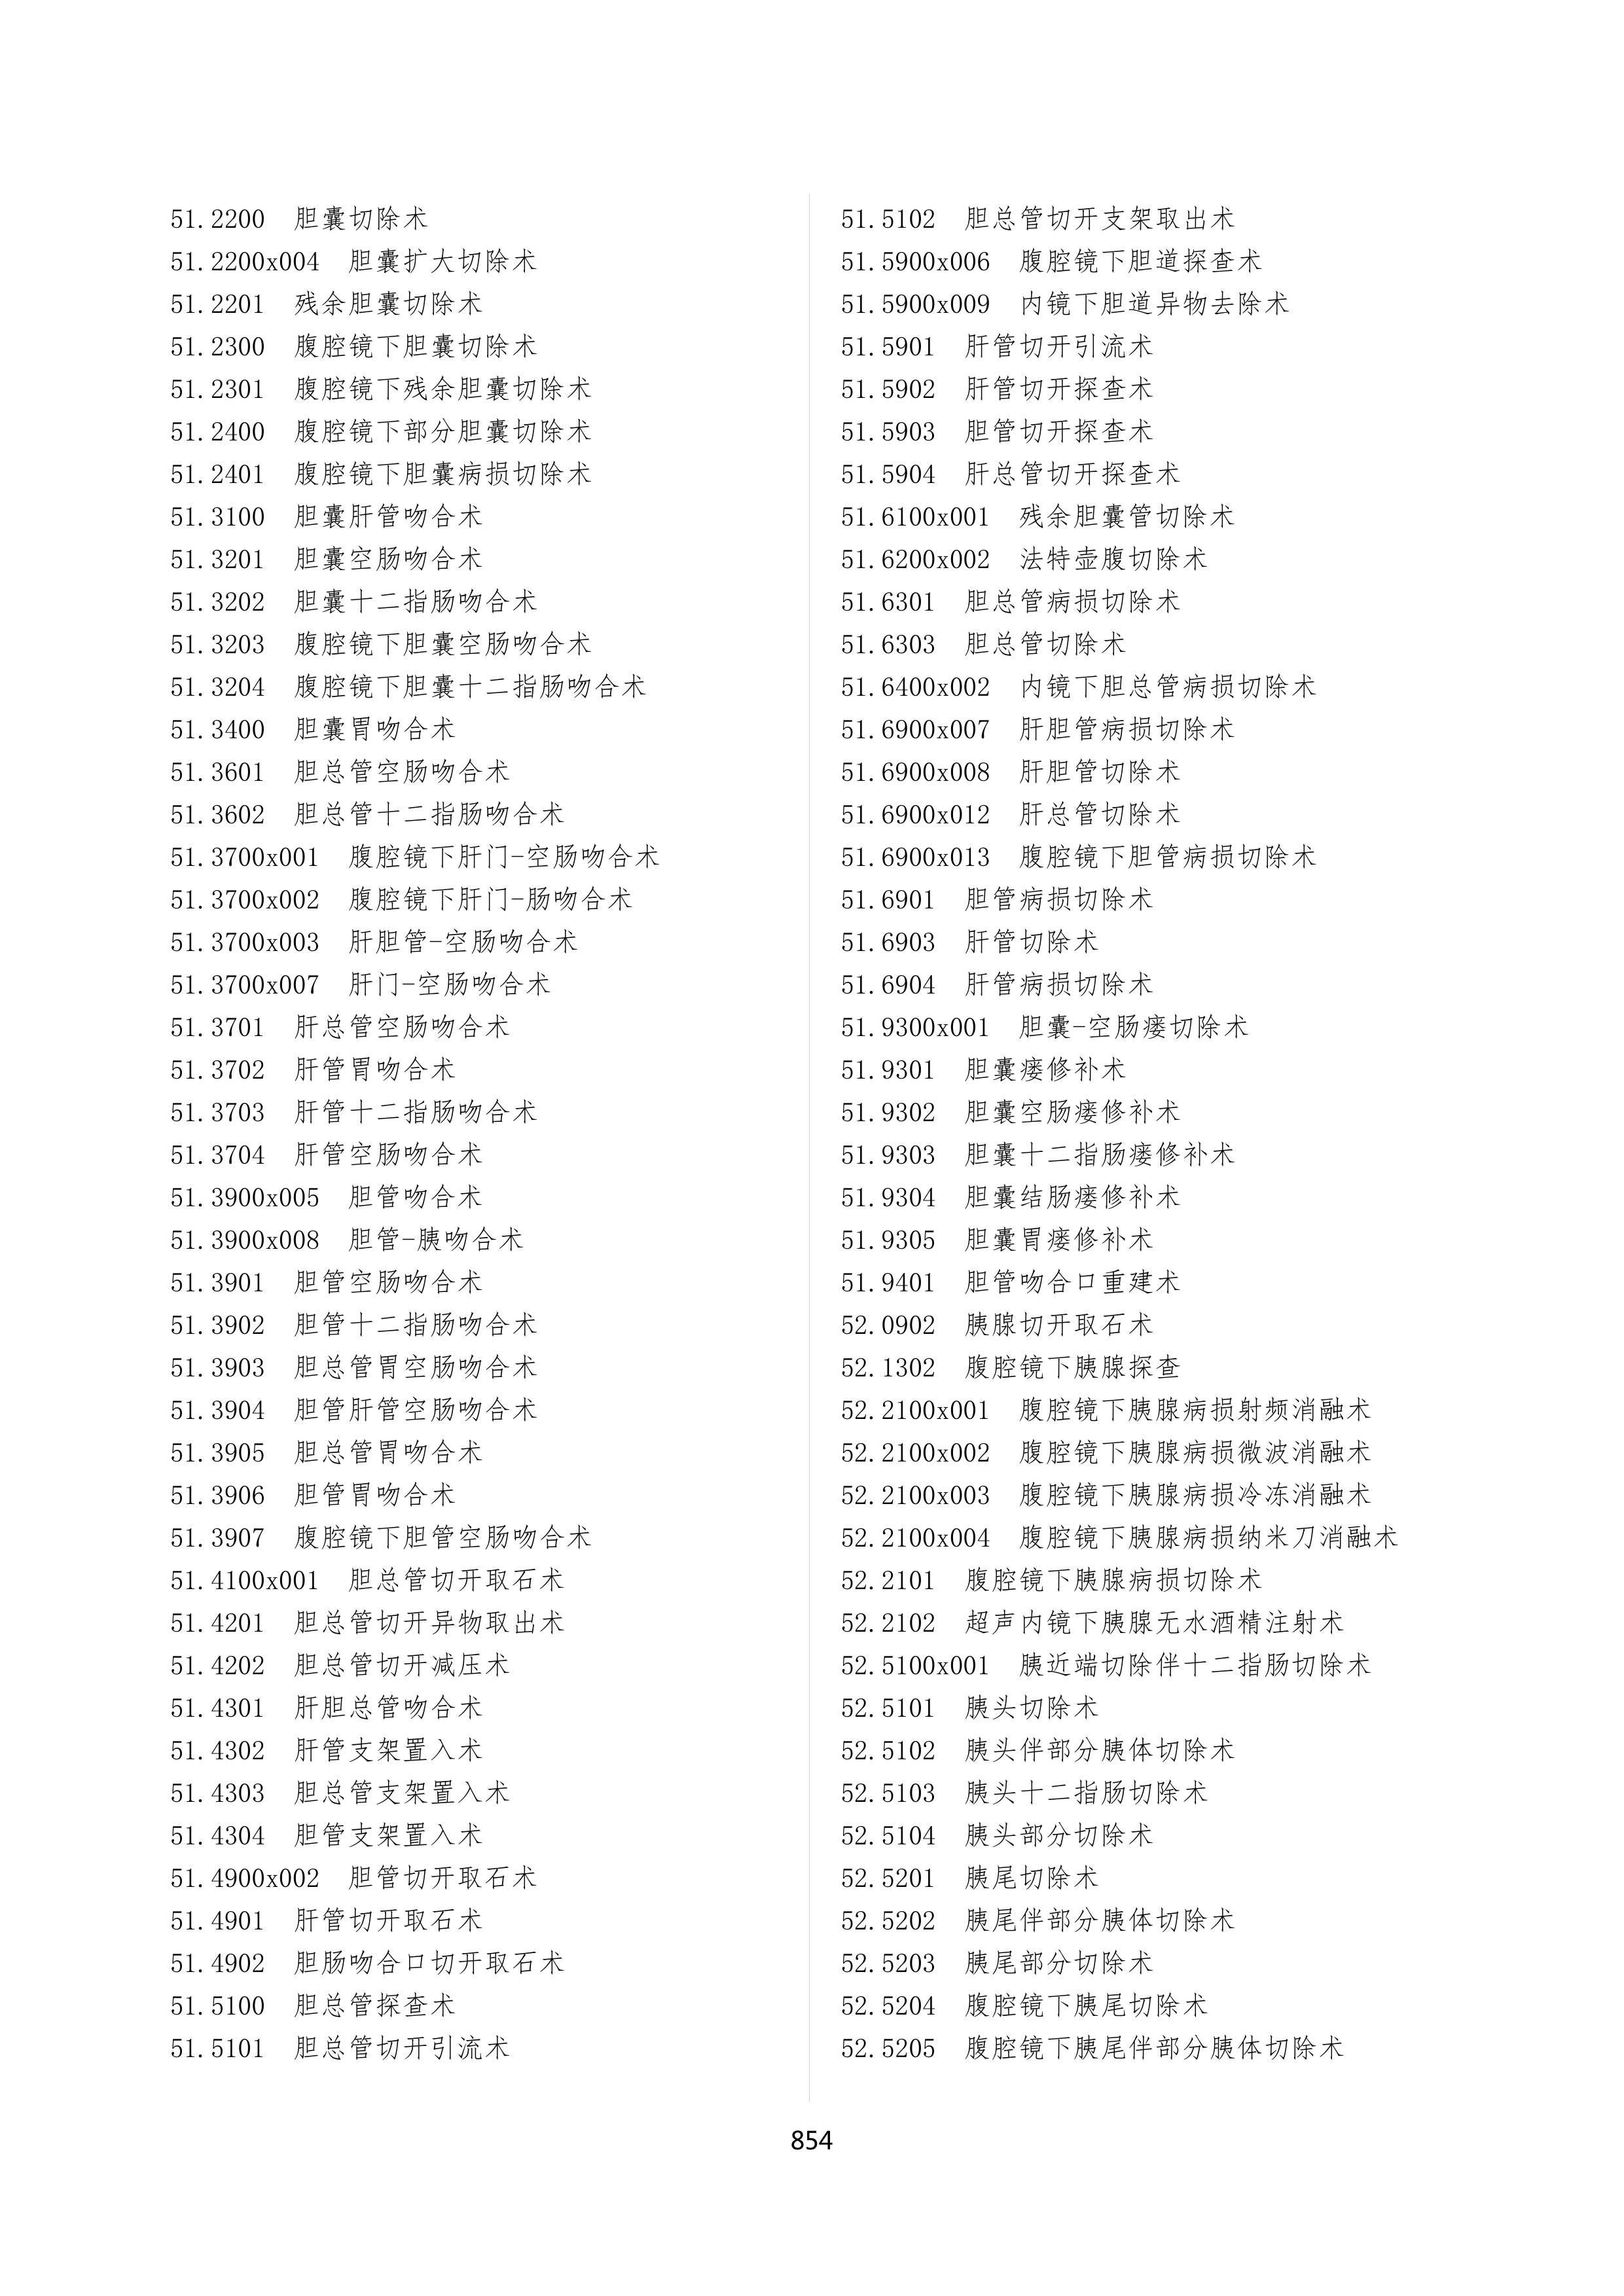 51.2200 胆囊切除术
51.2200x004 胆囊扩大切除术
51.2201 残余胆囊切除术
51.2300 腹腔镜下胆囊切除术
51.2301 腹腔镜下残余胆囊切除术
51.2400 腹腔镜下部分胆囊切除术
51.2401 腹腔镜下胆囊病损切除术
51.3100 胆囊肝管吻合术
51.3201 胆囊空肠吻合术
51.3202 胆囊十二指肠吻合术
51.3203 腹腔镜下胆囊空肠吻合术
51.3204 腹腔镜下胆囊十二指肠吻合术
51.3400 胆囊胃吻合术
51.3601 胆总管空肠吻合术
51.3602 胆总管十二指肠吻合术
51.3700x001 腹腔镜下肝门-空肠吻合术
51.3700x002 腹腔镜下肝门-肠吻合术
51.3700x003 肝胆管-空肠吻合术
51.3700x007 肝门-空肠吻合术
51.3701 肝总管空肠吻合术
51.3702 肝管胃吻合术
51.3703 肝管十二指肠吻合术
51.3704 肝管空肠吻合术
51.3900x005 胆管吻合术
51.3900x008 胆管-胰吻合术
51.3901 胆管空肠吻合术
51.3902 胆管十二指肠吻合术
51.3903 胆总管胃空肠吻合术
51.3904 胆管肝管空肠吻合术
51.3905 胆总管胃吻合术
51.3906 胆管胃吻合术
51.3907 腹腔镜下胆管空肠吻合术
51.4100x001 胆总管切开取石术
51.4201 胆总管切开异物取出术
51.4202 胆总管切开减压术
51.4301 肝胆总管吻合术
51.4302 肝管支架置入术
51.4303 胆总管支架置入术
51.4304 胆管支架置入术
51.4900x002 胆管切开取石术
51.4901 肝管切开取石术
51.4902 胆肠吻合口切开取石术
51.5100 胆总管探查术
51.5101 胆总管切开引流术
51.5102 胆总管切开支架取出术
51.5900x006 腹腔镜下胆道探查术
51.5900x009 内镜下胆道异物去除术
51.5901 肝管切开引流术
51.5902 肝管切开探查术
51.5903 胆管切开探查术
51.5904 肝总管切开探查术
51.6100x001 残余胆囊管切除术
51.6200x002 法特壶腹切除术
51.6301 胆总管病损切除术
51.6303 胆总管切除术
51.6400x002 内镜下胆总管病损切除术
51.6900x007 肝胆管病损切除术
51.6900x008 肝胆管切除术
51.6900x012 肝总管切除术
51.6900x013 腹腔镜下胆管病损切除术
51.6901 胆管病损切除术
51.6903 肝管切除术
51.6904 肝管病损切除术
51.9300x001 胆囊-空肠瘘切除术
51.9301 胆囊瘘修补术
51.9302 胆囊空肠瘘修补术
51.9303 胆囊十二指肠瘘修补术
51.9304 胆囊结肠瘘修补术
51.9305 胆囊胃瘘修补术
51.9401 胆管吻合口重建术
52.0902 胰腺切开取石术
52.1302 腹腔镜下胰腺探查
52.2100x001 腹腔镜下胰腺病损射频消融术
52.2100x002 腹腔镜下胰腺病损微波消融术
52.2100x003 腹腔镜下胰腺病损冷冻消融术
52.2100x004 腹腔镜下胰腺病损纳米刀消融术
52.2101 腹腔镜下胰腺病损切除术
52.2102 超声内镜下胰腺无水酒精注射术
52.5100x001 胰近端切除伴十二指肠切除术
52.5101 胰头切除术
52.5102 胰头伴部分胰体切除术
52.5103 胰头十二指肠切除术
52.5104 胰头部分切除术
52.5201 胰尾切除术
52.5202 胰尾伴部分胰体切除术
52.5203 胰尾部分切除术
52.5204 腹腔镜下胰尾切除术
52.5205 腹腔镜下胰尾伴部分胰体切除术
854